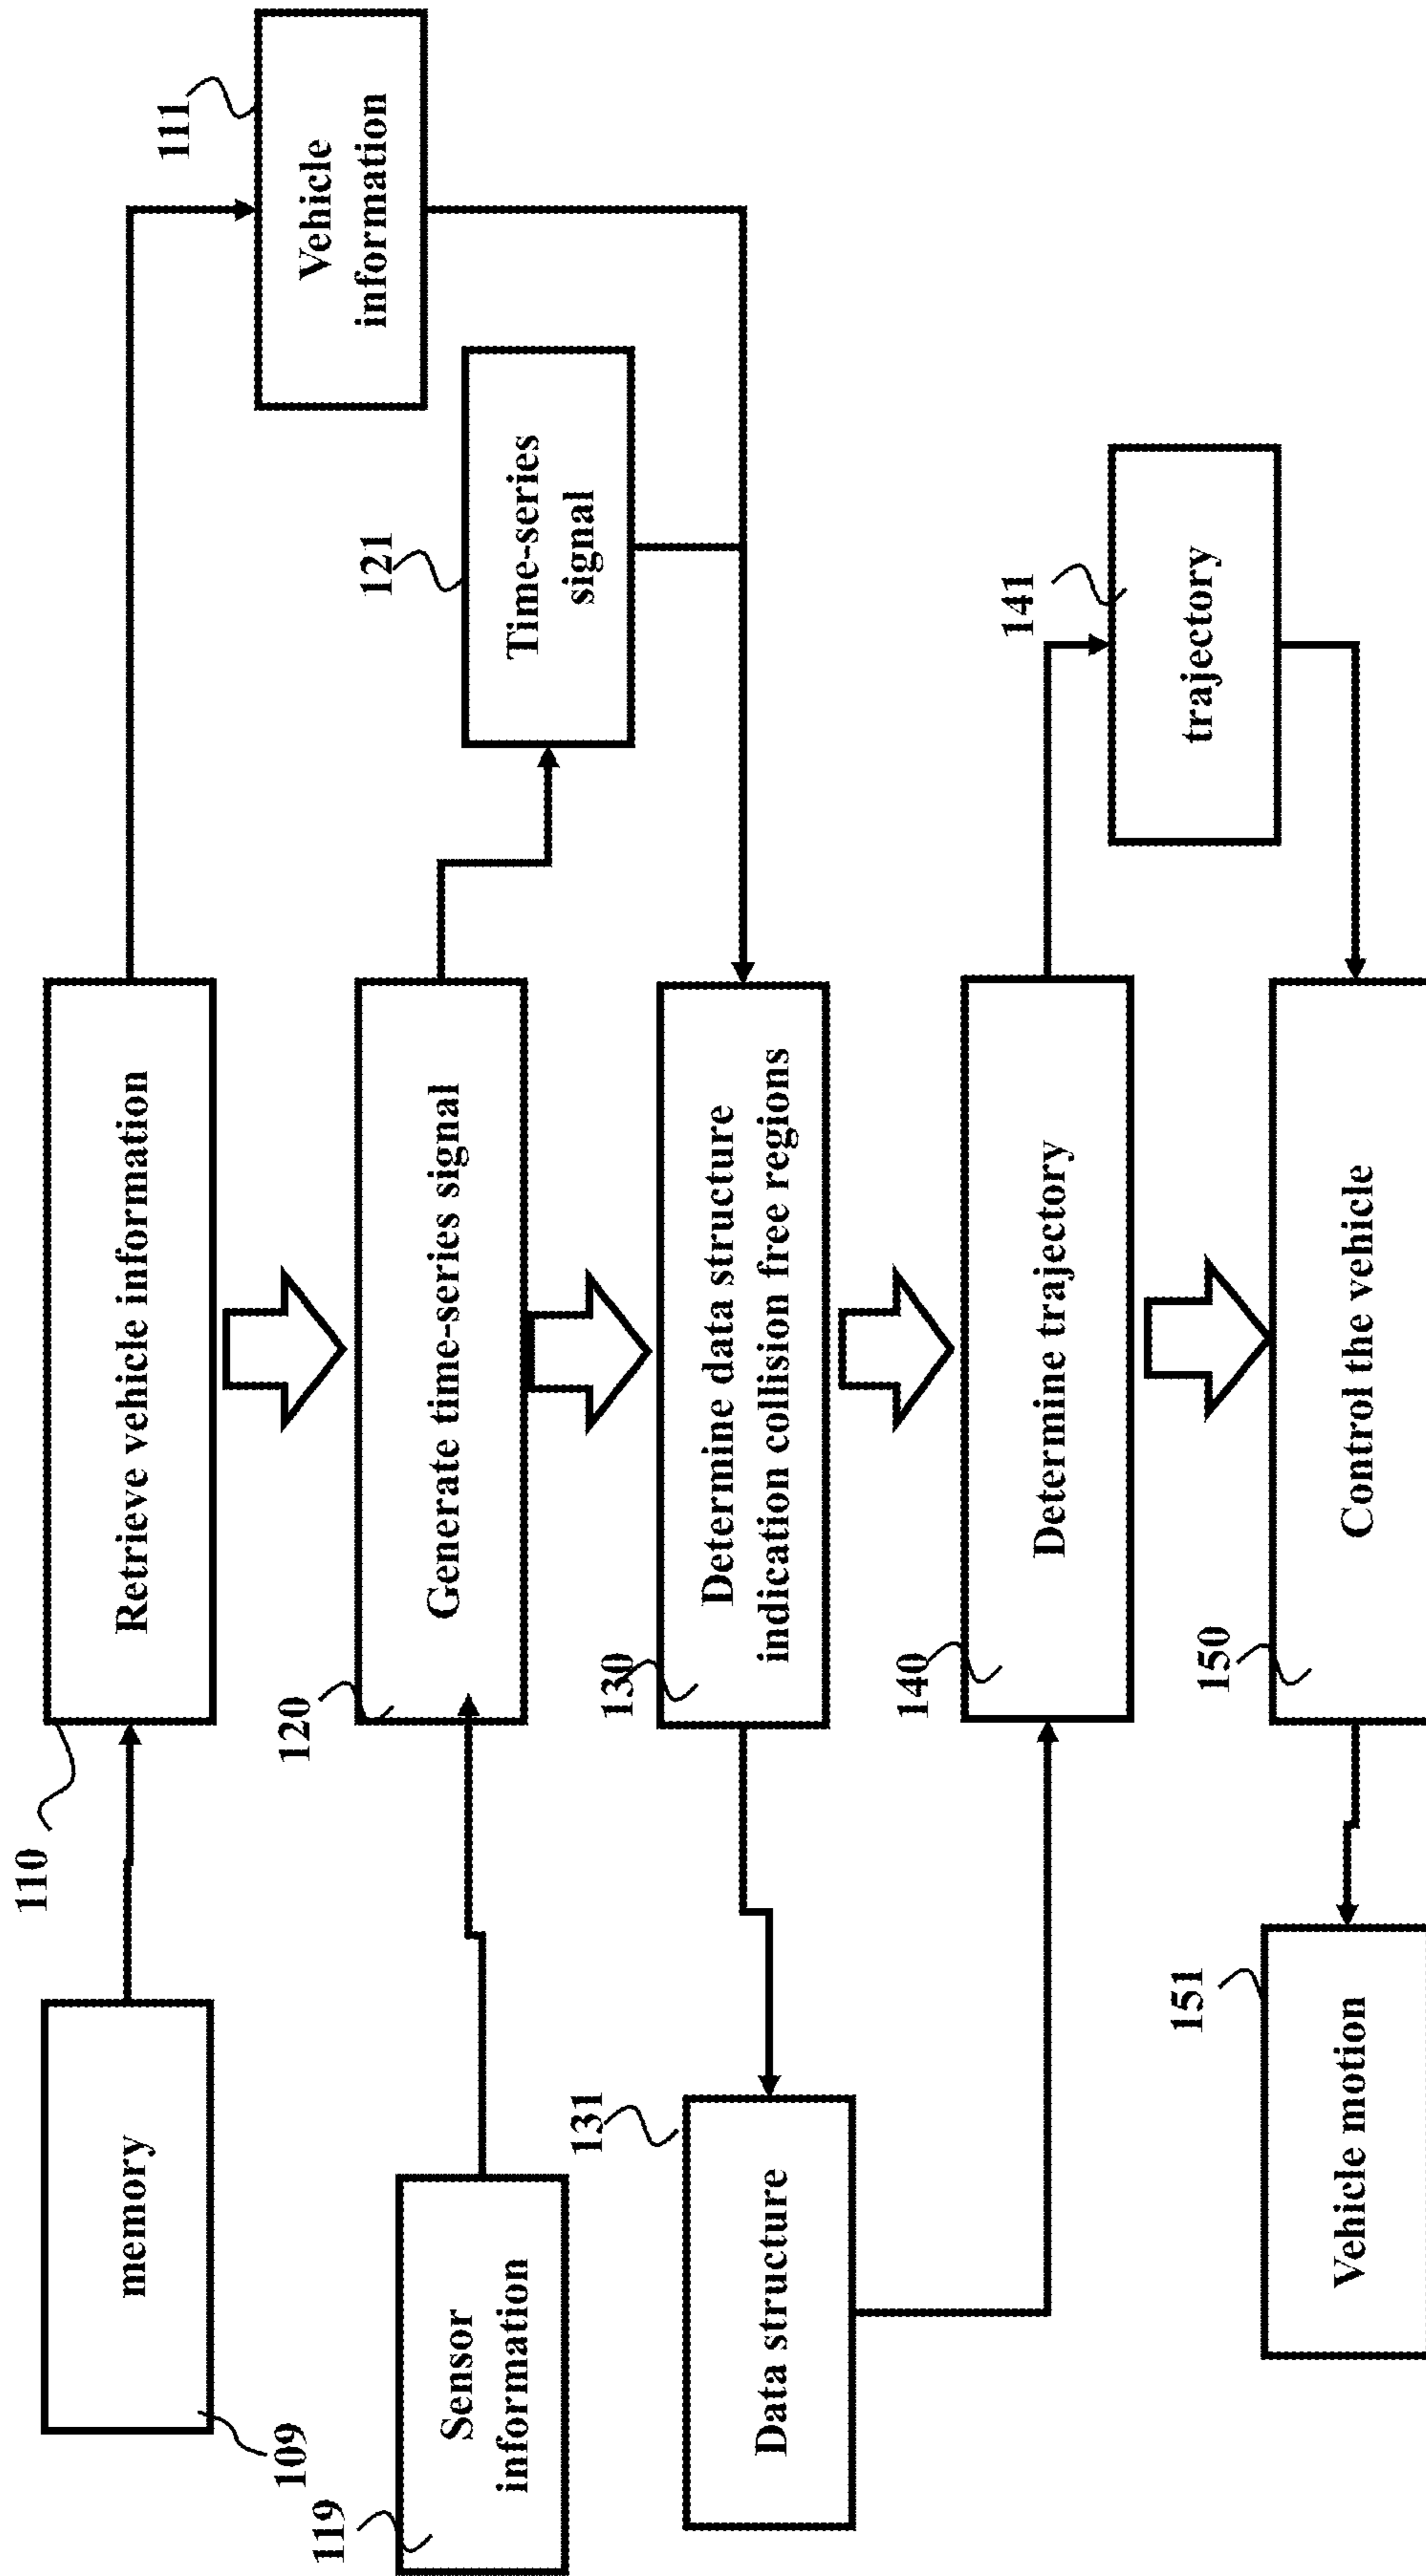 109
memory
110
Retrieve vehicle information
111
Vehicle
information
119
Sensor
information
120
Generate time-series signal
121
Time-series
signal
130
Determine data structure
indication collision free regions
131
Data structure
140
Determine trajectory
141
trajectory
150
Control the vehicle
151
Vehicle motion